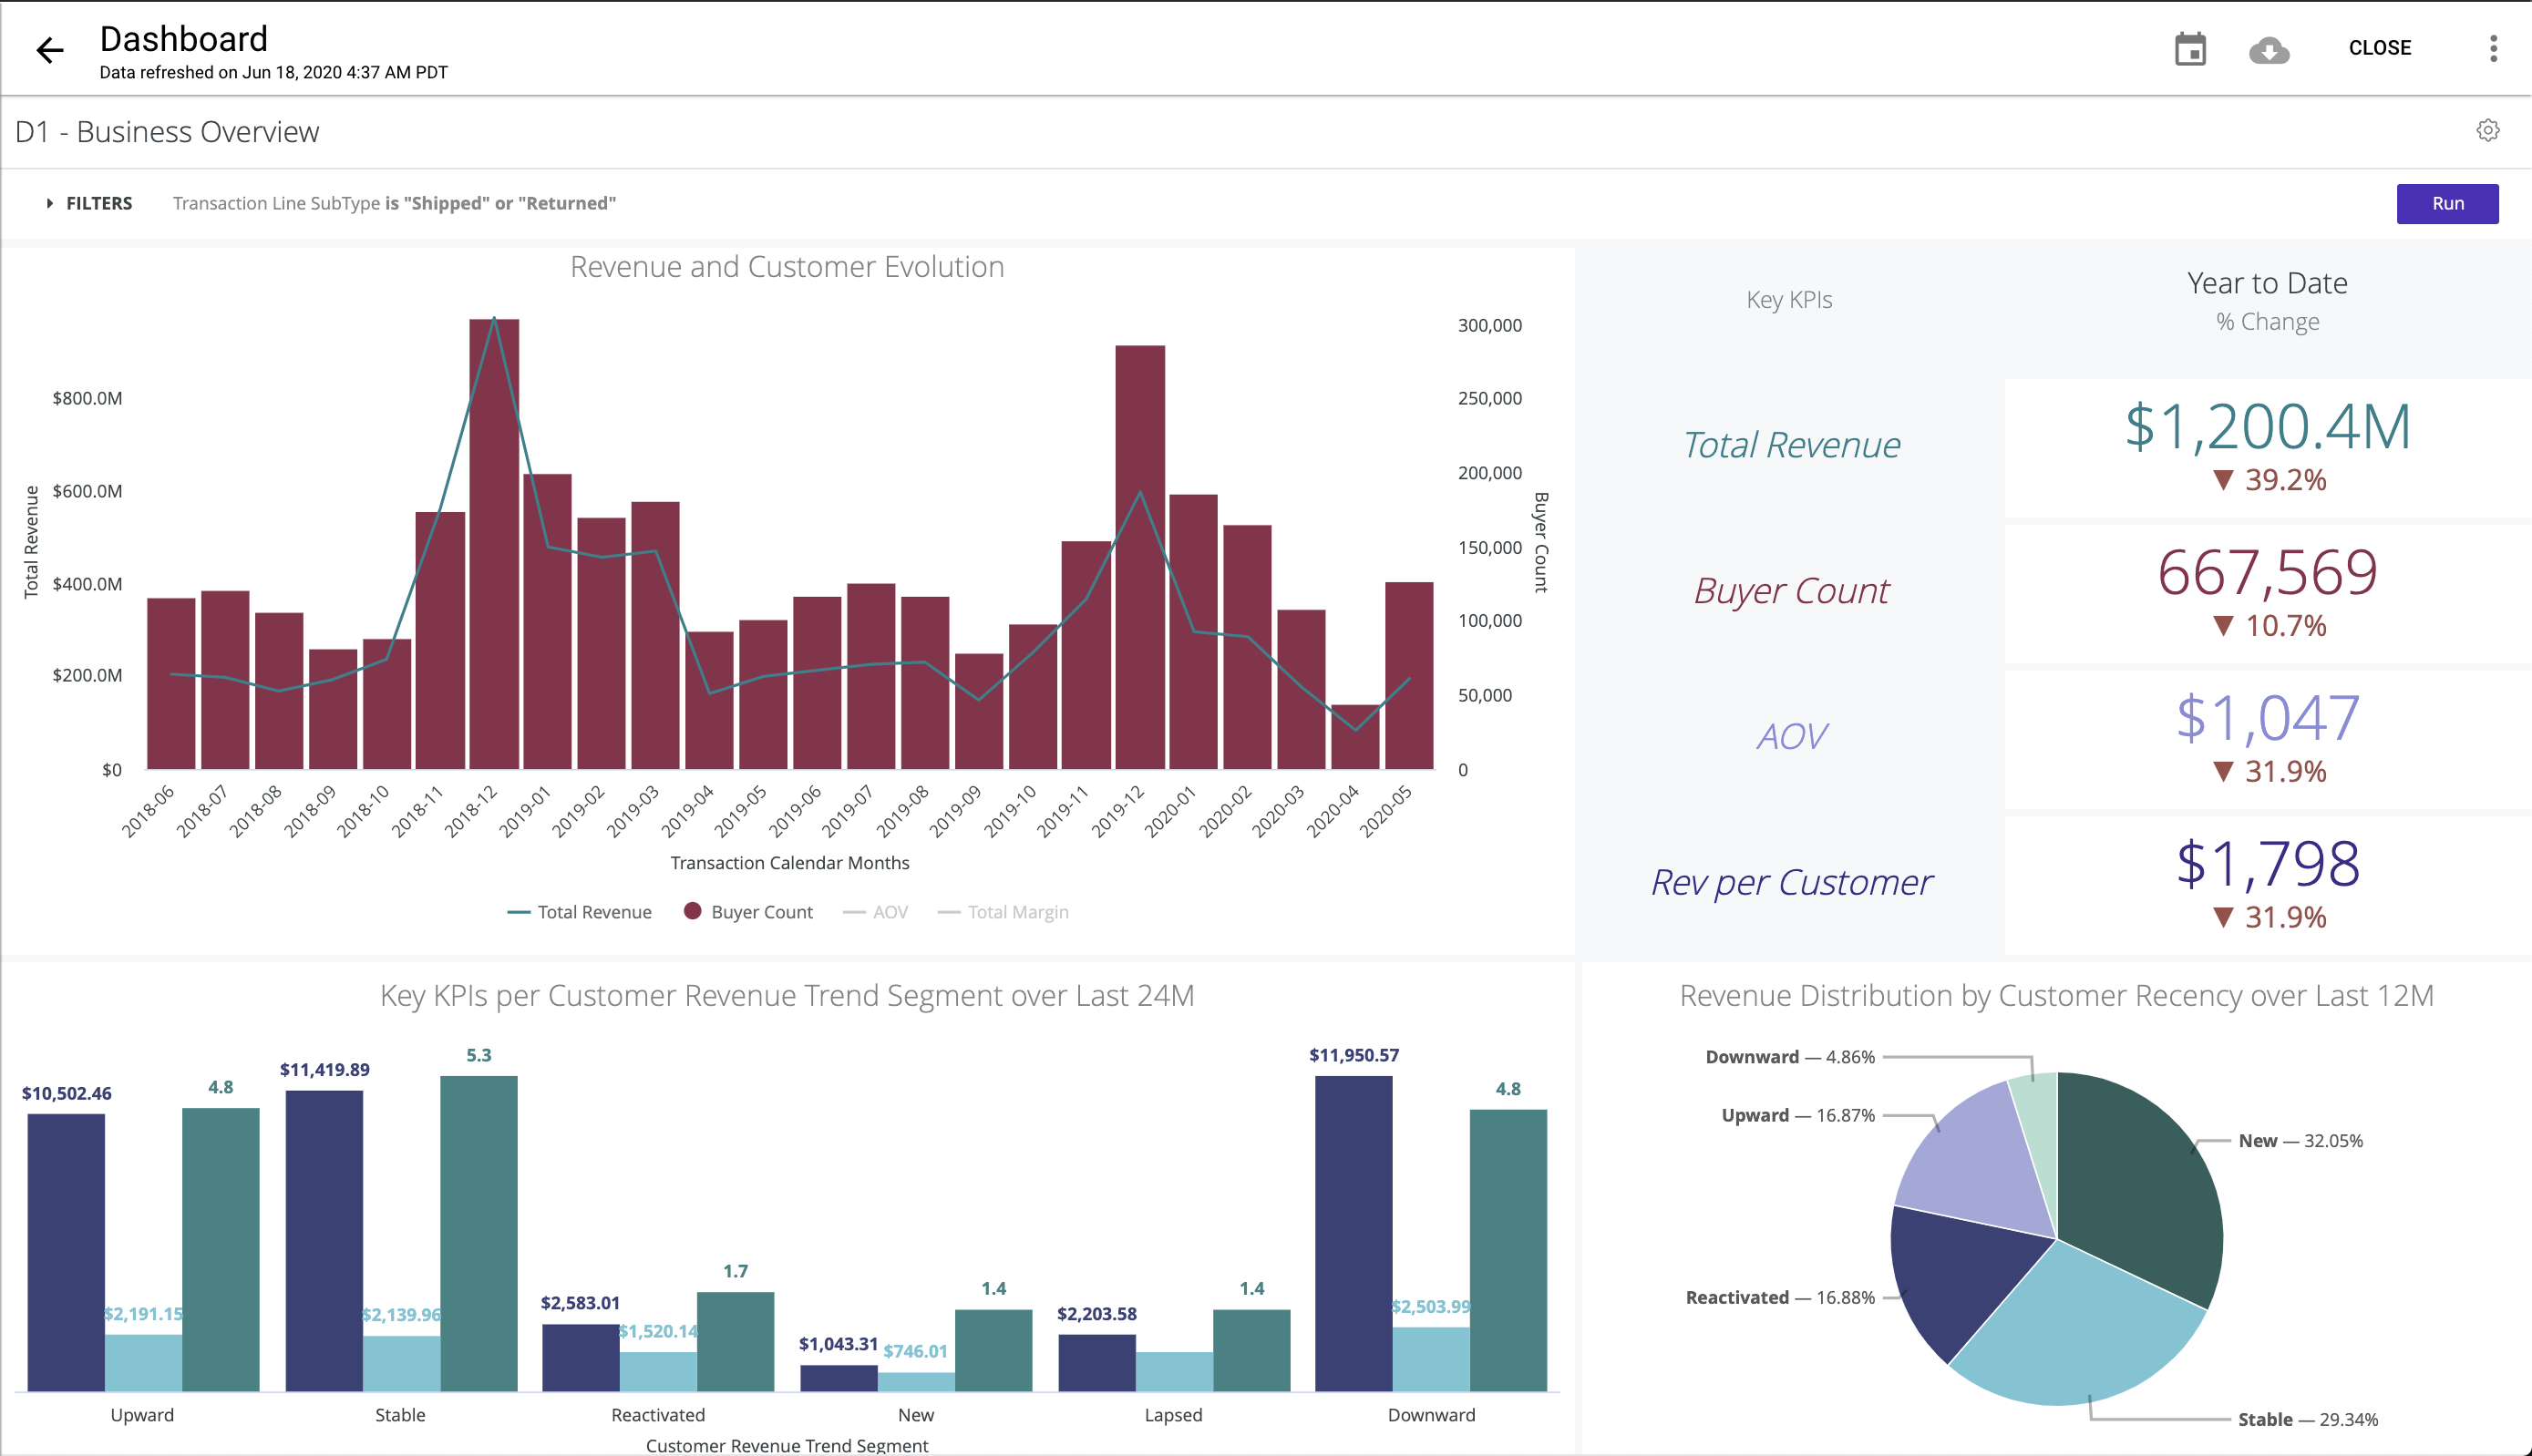 Dashboard
Data refreshed on Jun 18, 2020 4:37 AM PDT
CLOSE
D1 - Business Overview
FILTERS
Transaction Line SubType is "Shipped" or "Returned"
Run
Revenue and Customer Evolution
Total Revenue
$800.0M
$600.0M
$400.0M
$200.0M
$0
300,000
250,000
200,000
150,000
100,000
50,000
0
Buyer Count
2018-06
2018-07
2018-08
2018-09
2018-10
2018-11
2018-12
2019-01
2019-02
2019-03
2019-04
2019-05
2019-06
2019-07
2019-08
2019-09
2019-10
2019-11
2019-12
2020-01
2020-02
2020-03
2020-04
2020-05
Transaction Calendar Months
Total Revenue
Buyer Count
AOV
Total Margin
Key KPIs
Year to Date
% Change
Total Revenue
$1,200.4M
▼ 39.2%
Buyer Count
667,569
▼ 10.7%
AOV
$1,047
▼ 31.9%
Rev per Customer
$1,798
▼ 31.9%
Key KPIs per Customer Revenue Trend Segment over Last 24M
$10,502.46
$2,191.15
4.8
$11,419.89
$2,139.96
5.3
$2,583.01
$1,520.14
1.7
$1,043.31
$746.01
1.4
$2,203.58
1.4
$11,950.57
$2,503.99
4.8
Upward
Stable
Reactivated
New
Lapsed
Downward
Customer Revenue Trend Segment
Revenue Distribution by Customer Recency over Last 12M
Downward — 4.86%
Upward — 16.87%
New — 32.05%
Reactivated — 16.88%
Stable — 29.34%